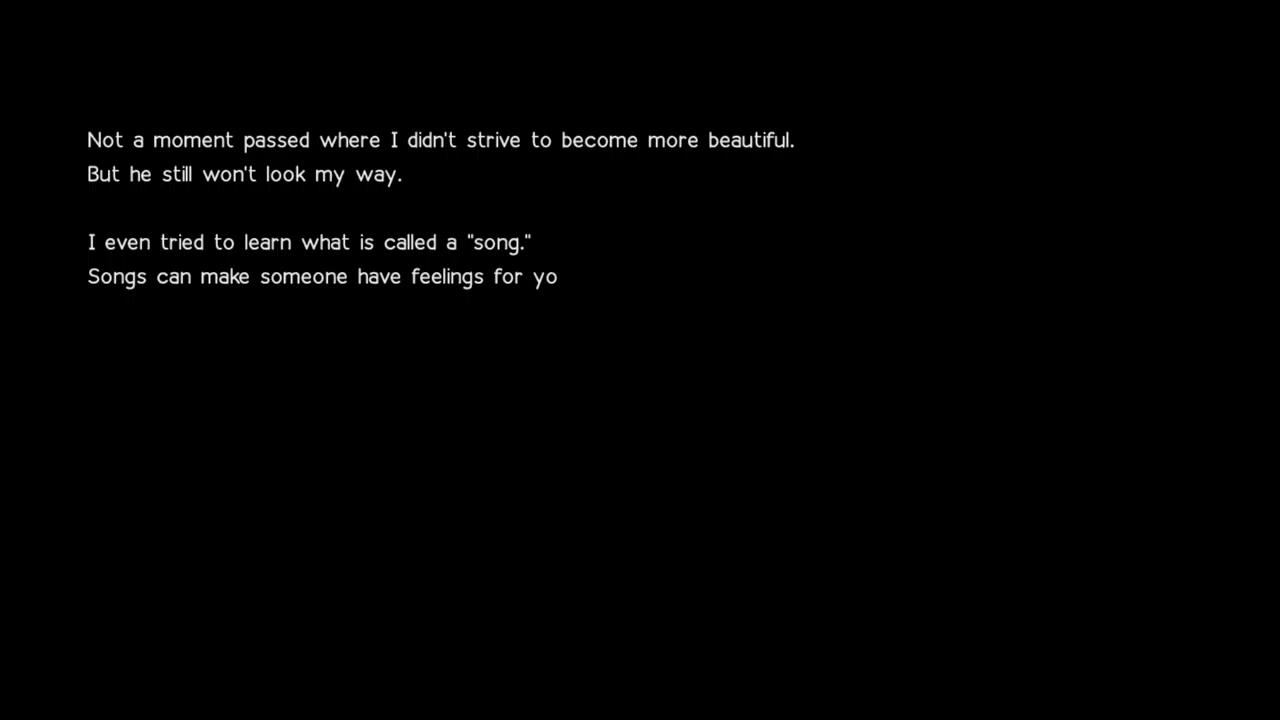 Not a moment passed where I didn't strive to become more beautiful.
But he still won't look my way.
I even tried to learn what is called a "song."
Songs can make someone have feelings for yo